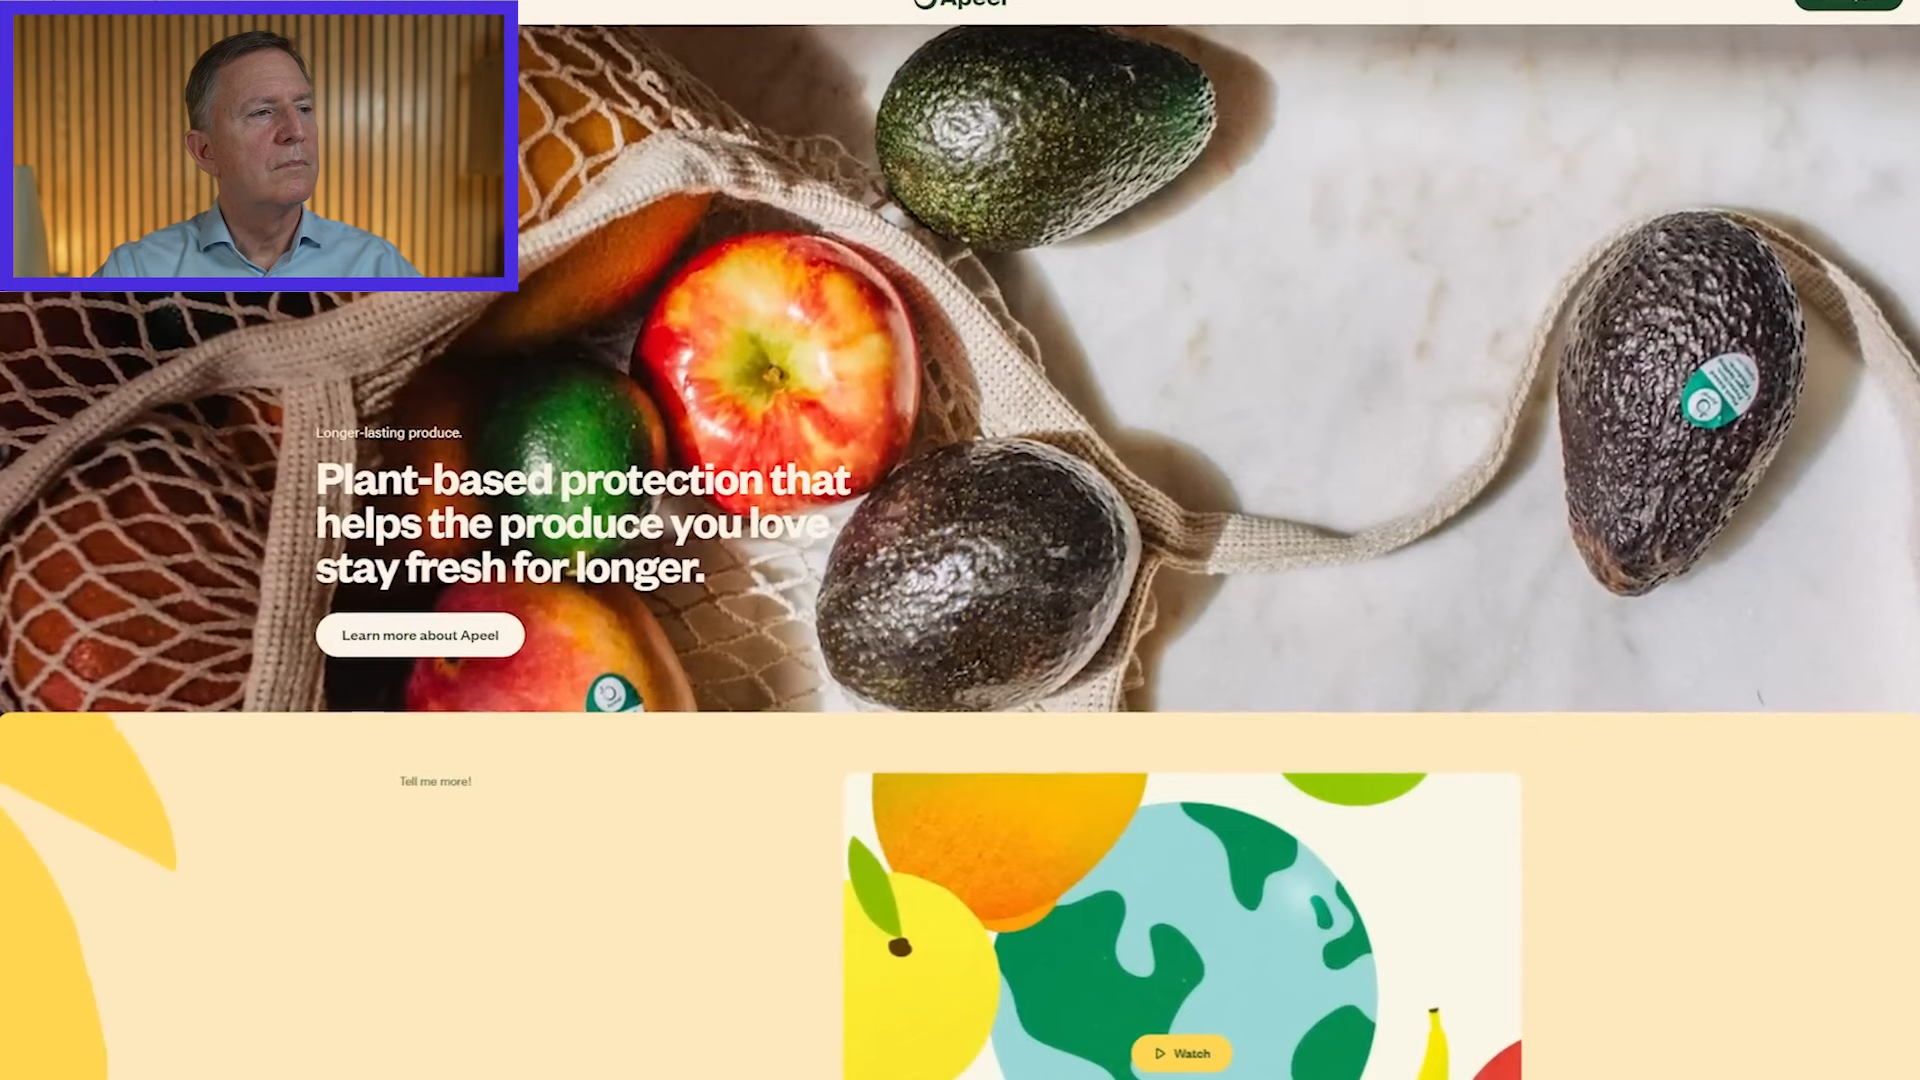 Apeel
Longer-lasting produce.
Plant-based protection that
helps the produce you love
stay fresh for longer.
Learn more about Apeel
Tell me more!
Watch